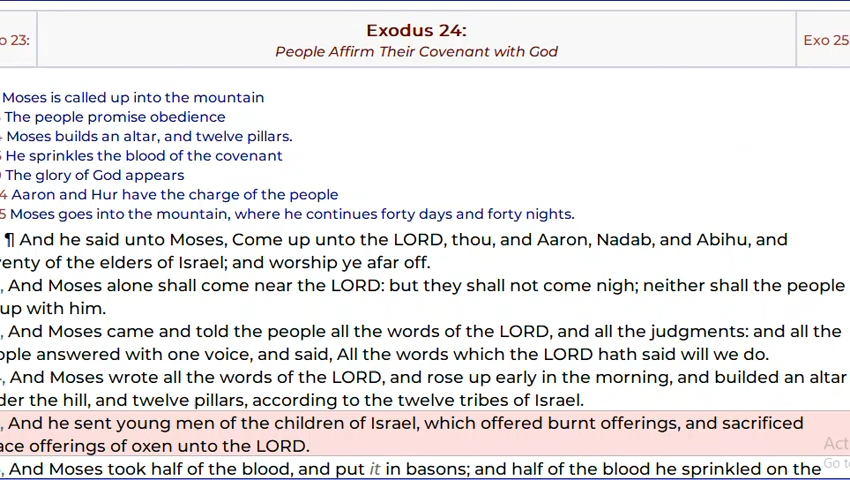 23:
Exodus 24:
People Affirm Their Covenant with God
Exo 25
Moses is called up into the mountain
The people promise obedience
Moses builds an altar, and twelve pillars.
He sprinkles the blood of the covenant
The glory of God appears
4 Aaron and Hur have the charge of the people
5 Moses goes into the mountain, where he continues forty days and forty nights.
¶ And he said unto Moses, Come up unto the LORD, thou, and Aaron, Nadab, and Abihu, and
of the elders of Israel; and worship ye afar off.
, And Moses alone shall come near the LORD: but they shall not come nigh; neither shall the people
up with him.
, And Moses came and told the people all the words of the LORD, and all the judgments: and all the
answered with one voice, and said, All the words which the LORD hath said will we do.
, And Moses wrote all the words of the LORD, and rose up early in the morning, and builded an altar
the hill, and twelve pillars, according to the twelve tribes of Israel.
, And he sent young men of the children of Israel, which offered burnt offerings, and sacrificed
offerings of oxen unto the LORD.
, And Moses took half of the blood, and put it in basons; and half of the blood he sprinkled on the